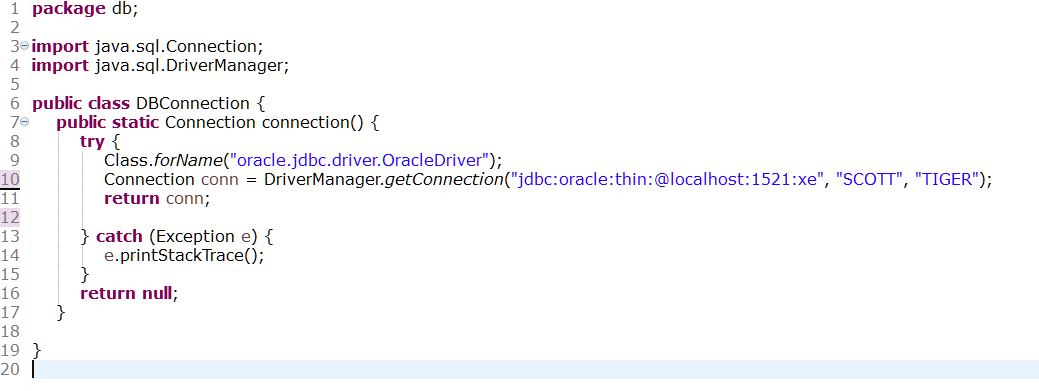 1 package db;
2
3 import java.sql.Connection;
4 import java.sql.DriverManager;
5
6 public class DBConnection {
7 public static Connection connection() {
8 try {
9 Class.forName("oracle.jdbc.driver.OracleDriver");
10 Connection conn = DriverManager.getConnection("jdbc:oracle:thin:@localhost:1521:xe", "SCOTT", "TIGER");
11 return conn;
12
13 } catch (Exception e) {
14 e.printStackTrace();
15 }
16 return null;
17 }
18
19 }
20